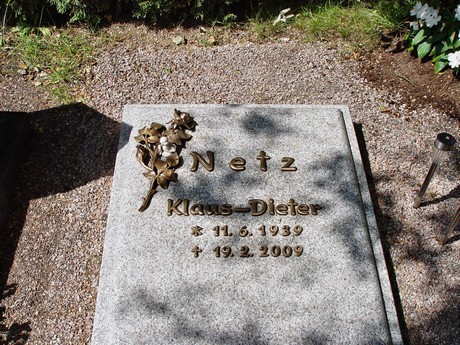 Netz
Klaus-Dieter
* 11. 6. 1939
† 19. 2. 2009